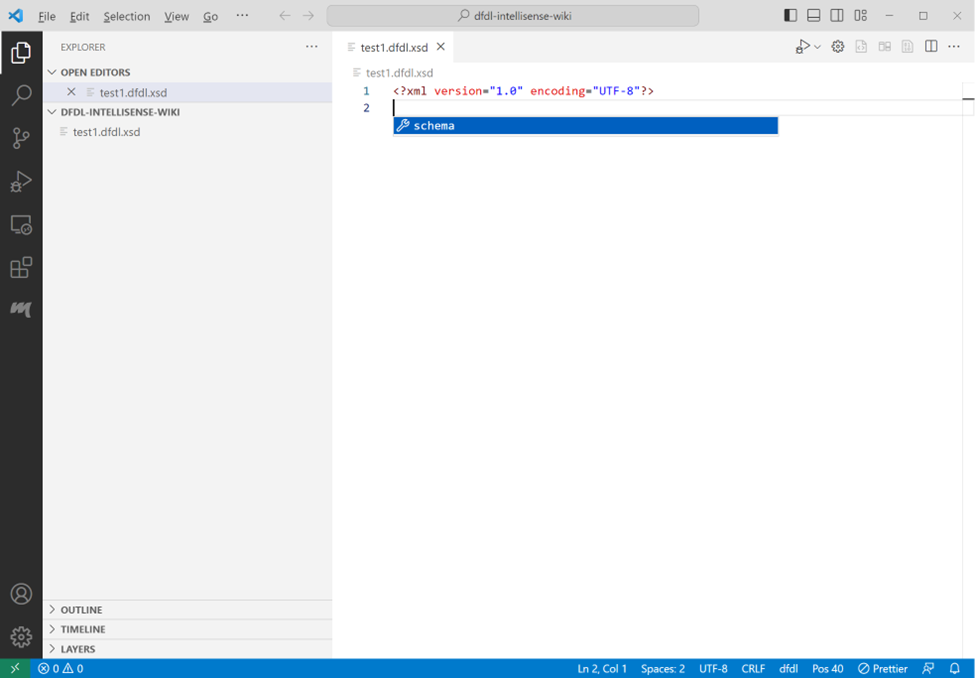 File Edit Selection View Go ··· dfdl-intellisense-wiki
EXPLORER ···
OPEN EDITORS
test1.dfdl.xsd
DFDL-INTELLISENSE-WIKI
test1.dfdl.xsd
OUTLINE
TIMELINE
LAYERS
test1.dfdl.xsd
test1.dfdl.xsd
1 <?xml version="1.0" encoding="UTF-8"?>
2
schema
0 0 Ln 2, Col 1 Spaces: 2 UTF-8 CRLF dfdl Pos 40 Prettier